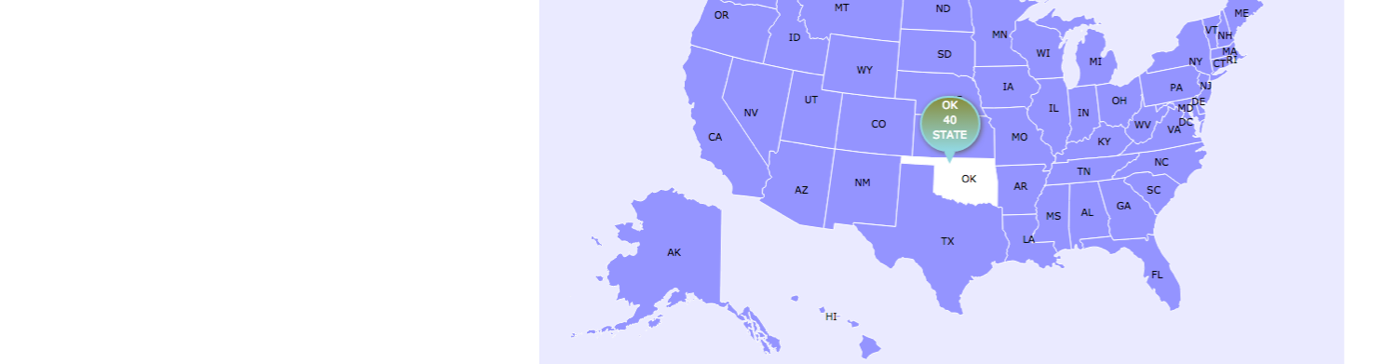 ME
MT
ND
OR
VT
NH
MN
ID
MA
WI
SD
RI
NY
CT
MI
WY
NJ
PA
IA
UT
OH
DE
OK
40
STATE
IL
MD
NV
IN
DC
CO
WV
VA
CA
MO
KY
NC
TN
OK
NM
AR
AZ
SC
GA
AL
MS
LA
TX
AK
FL
HI